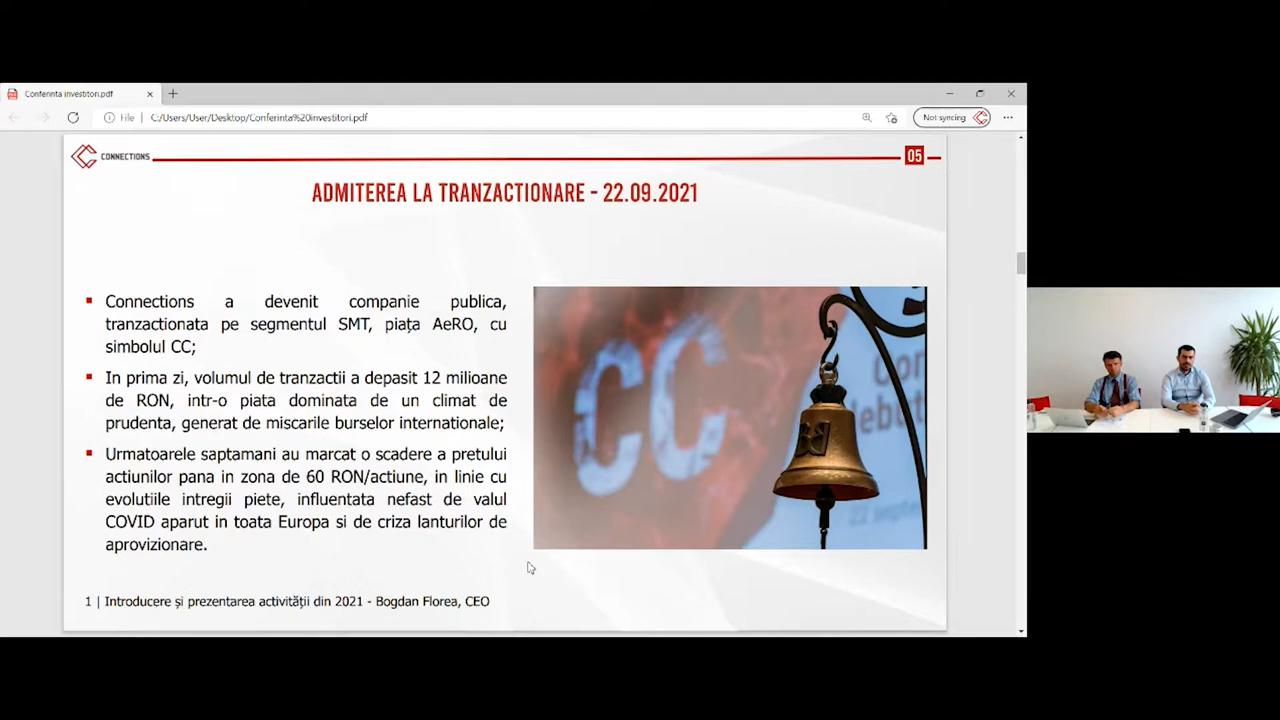 Conferinta investitori.pdf
File
C:/Users/User/Desktop/Conferinta%20investitori.pdf
Not syncing
CONNECTIONS
05
ADMITEREA LA TRANZACTIONARE - 22.09.2021
Connections a devenit companie publica,
tranzactionata pe segmentul SMT, piața AeRO, cu
simbolul CC;
In prima zi, volumul de tranzactii a depasit 12 milioane
de RON, intr-o piata dominata de un climat de
prudenta, generat de miscarile burselor internationale;
Urmatoarele saptamani au marcat o scadere a pretului
actiunilor pana in zona de 60 RON/actiune, in linie cu
evolutiile intregii piete, influentata nefast de valul
COVID aparut in toata Europa si de criza lanturilor de
aprovizionare.
CC
1 | Introducere și prezentarea activității din 2021 - Bogdan Florea, CEO